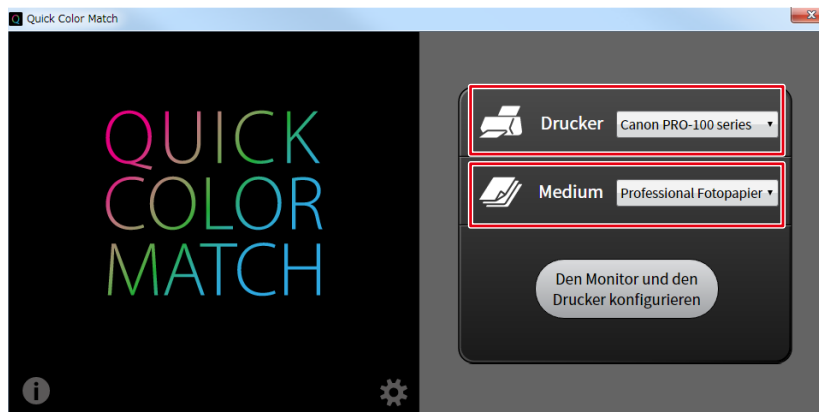 Quick Color Match
QUICK
COLOR
MATCH
Drucker Canon PRO-100 series
Medium Professional Fotopapier
Den Monitor und den
Drucker konfigurieren